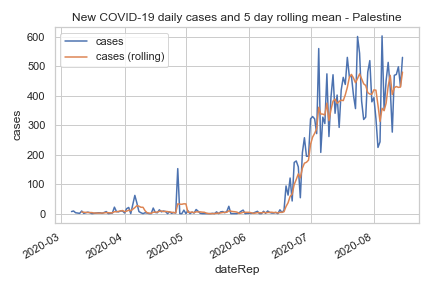 New COVID-19 daily cases and 5 day rolling mean - Palestine
cases
cases (rolling)
600
500
400
300
200
100
0
cases
2020-03
2020-04
2020-05
2020-06
2020-07
2020-08
dateRep